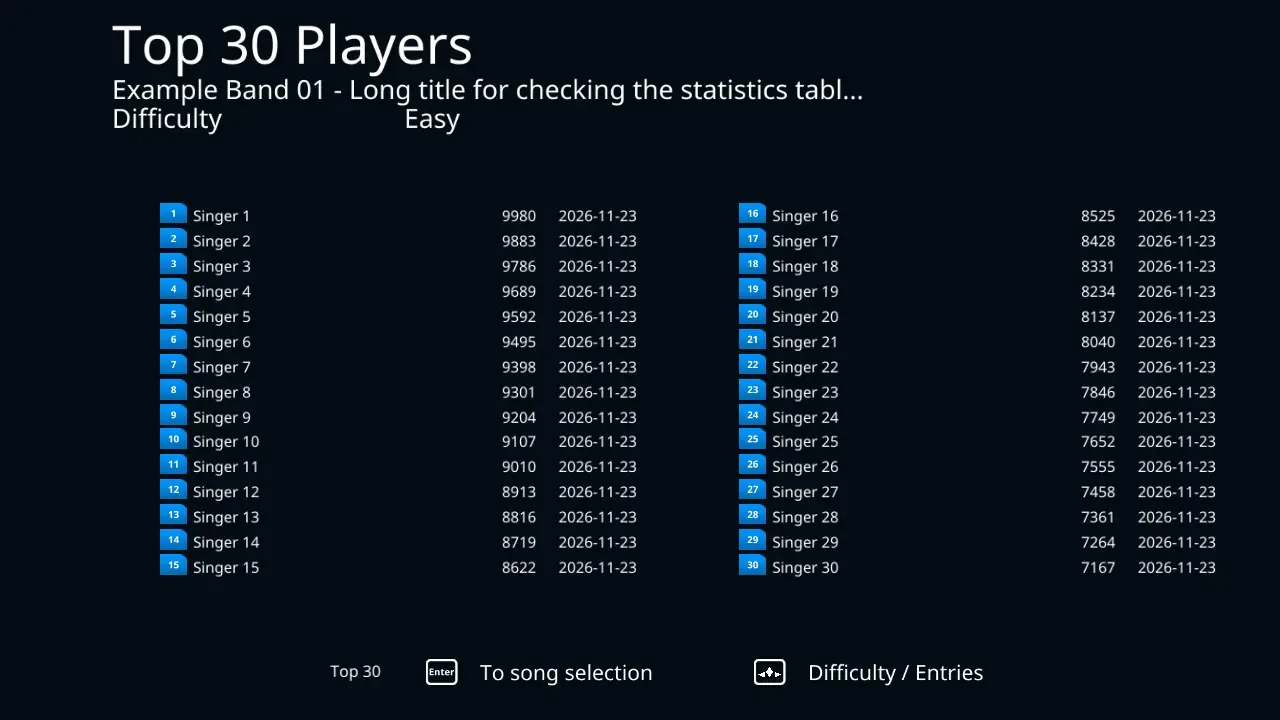 Top 30 Players
Example Band 01 - Long title for checking the statistics tabl...
Difficulty Easy
1 Singer 1 9980 2026-11-23
2 Singer 2 9883 2026-11-23
3 Singer 3 9786 2026-11-23
4 Singer 4 9689 2026-11-23
5 Singer 5 9592 2026-11-23
6 Singer 6 9495 2026-11-23
7 Singer 7 9398 2026-11-23
8 Singer 8 9301 2026-11-23
9 Singer 9 9204 2026-11-23
10 Singer 10 9107 2026-11-23
11 Singer 11 9010 2026-11-23
12 Singer 12 8913 2026-11-23
13 Singer 13 8816 2026-11-23
14 Singer 14 8719 2026-11-23
15 Singer 15 8622 2026-11-23
16 Singer 16 8525 2026-11-23
17 Singer 17 8428 2026-11-23
18 Singer 18 8331 2026-11-23
19 Singer 19 8234 2026-11-23
20 Singer 20 8137 2026-11-23
21 Singer 21 8040 2026-11-23
22 Singer 22 7943 2026-11-23
23 Singer 23 7846 2026-11-23
24 Singer 24 7749 2026-11-23
25 Singer 25 7652 2026-11-23
26 Singer 26 7555 2026-11-23
27 Singer 27 7458 2026-11-23
28 Singer 28 7361 2026-11-23
29 Singer 29 7264 2026-11-23
30 Singer 30 7167 2026-11-23
Top 30 Enter To song selection Difficulty / Entries